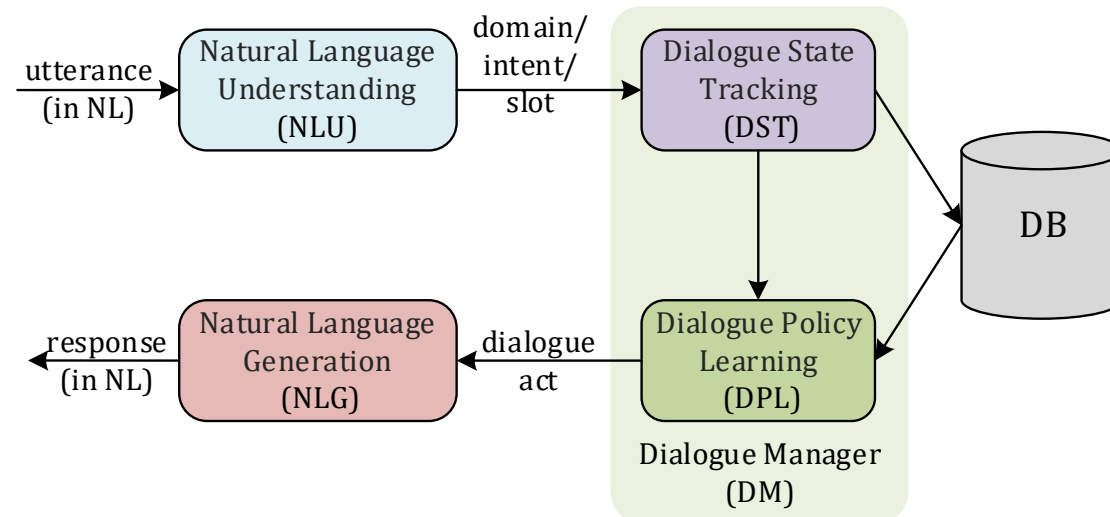 utterance
(in NL)
Natural Language
Understanding
(NLU)
domain/
intent/
slot
Dialogue State
Tracking
(DST)
DB
response
(in NL)
Natural Language
Generation
(NLG)
dialogue
act
Dialogue Policy
Learning
(DPL)
Dialogue Manager
(DM)